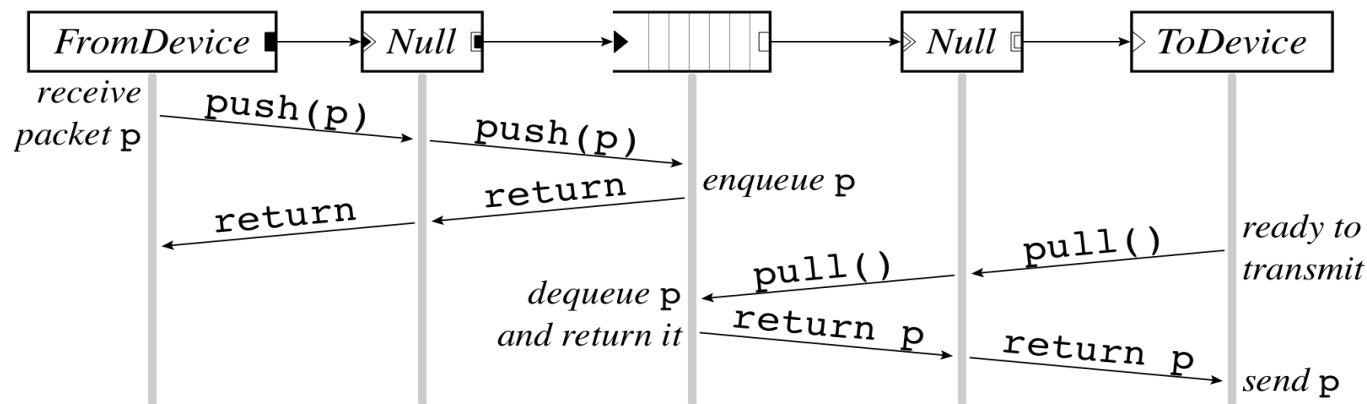 FromDevice
Null
Null
ToDevice
receive
packet p
push(p)
push(p)
enqueue p
return
return
ready to
transmit
pull()
pull()
dequeue p
and return it
return p
return p
send p